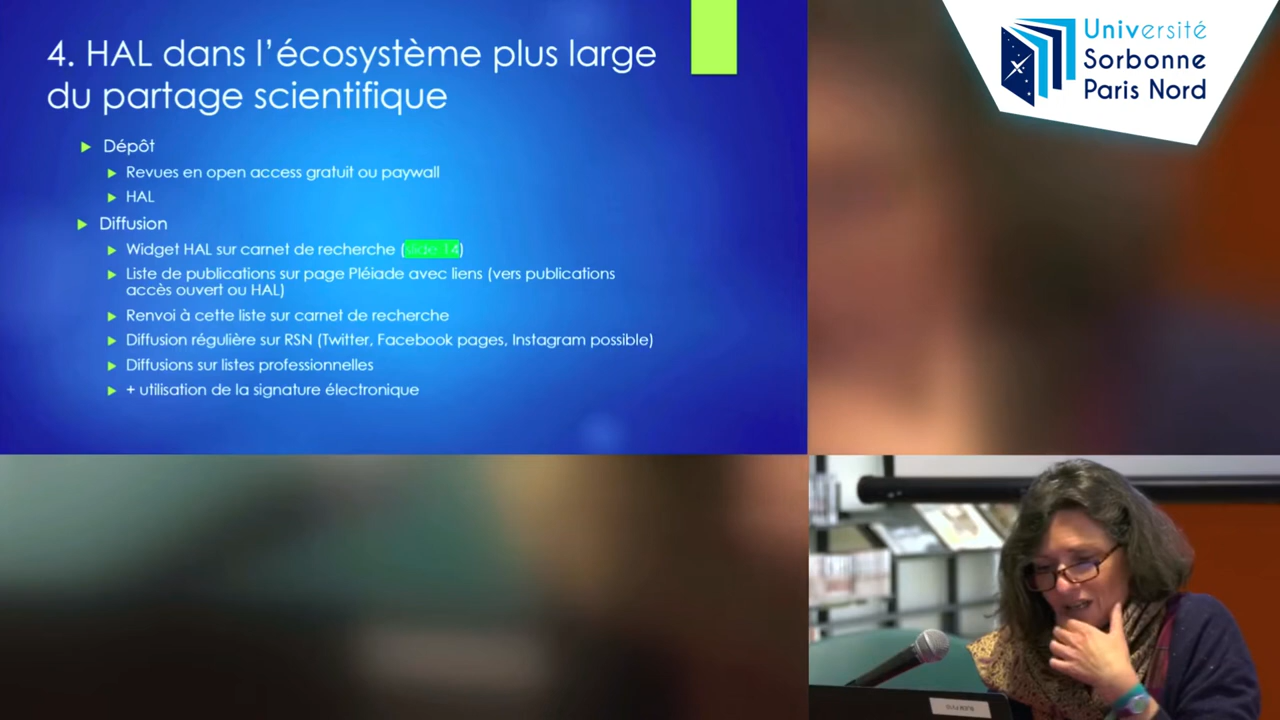 4. HAL dans l’écosystème plus large
du partage scientifique
Dépôt
Revues en open access gratuit ou paywall
HAL
Diffusion
Widget HAL sur carnet de recherche (slide 14)
Liste de publications sur page Pléiade avec liens (vers publications
accès ouvert ou HAL)
Renvoi à cette liste sur carnet de recherche
Diffusion régulière sur RSN (Twitter, Facebook pages, Instagram possible)
Diffusions sur listes professionnelles
+ utilisation de la signature électronique
Université
Sorbonne
Paris Nord